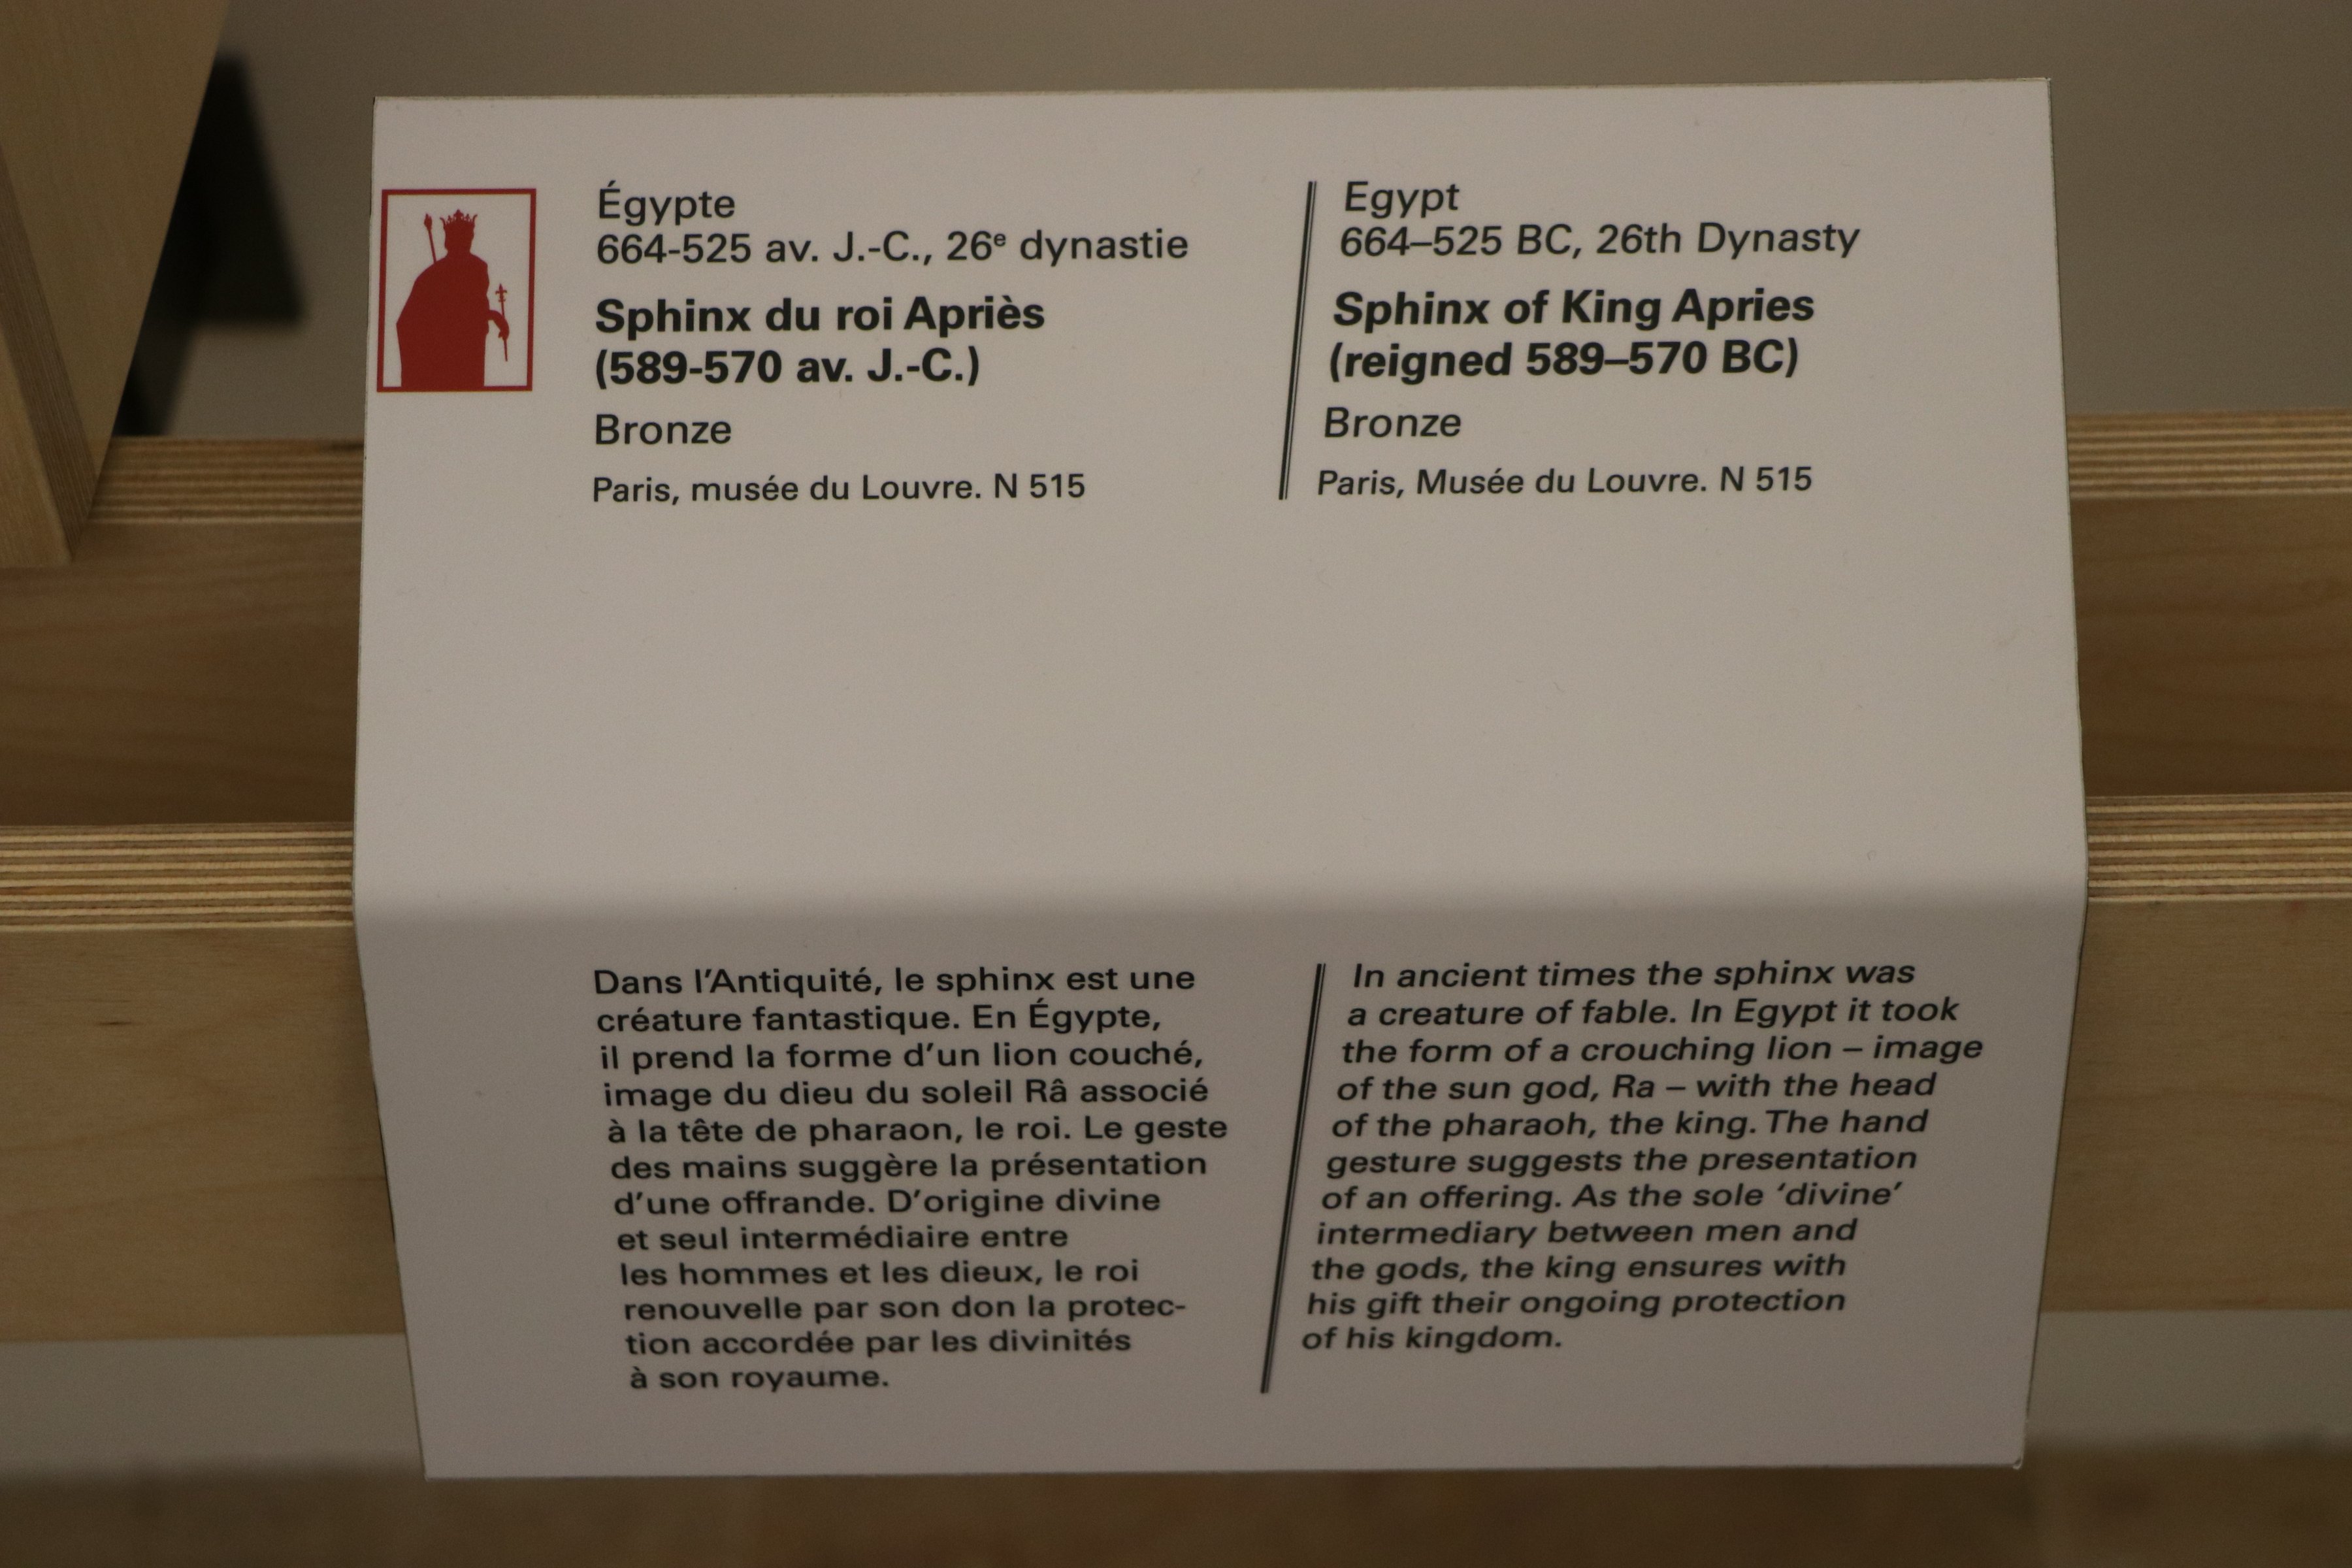 Égypte
664-525 av. J.-C., 26e dynastie
Sphinx du roi Apriès
(589-570 av. J.-C.)
Bronze
Paris, musée du Louvre. N 515
Egypt
664–525 BC, 26th Dynasty
Sphinx of King Apries
(reigned 589–570 BC)
Bronze
Paris, Musée du Louvre. N 515
Dans l’Antiquité, le sphinx est une
créature fantastique. En Égypte,
il prend la forme d’un lion couché,
image du dieu du soleil Râ associé
à la tête de pharaon, le roi. Le geste
des mains suggère la présentation
d’une offrande. D’origine divine
et seul intermédiaire entre
les hommes et les dieux, le roi
renouvelle par son don la protec-
tion accordée par les divinités
à son royaume.
In ancient times the sphinx was
a creature of fable. In Egypt it took
the form of a crouching lion – image
of the sun god, Ra – with the head
of the pharaoh, the king. The hand
gesture suggests the presentation
of an offering. As the sole ‘divine’
intermediary between men and
the gods, the king ensures with
his gift their ongoing protection
of his kingdom.